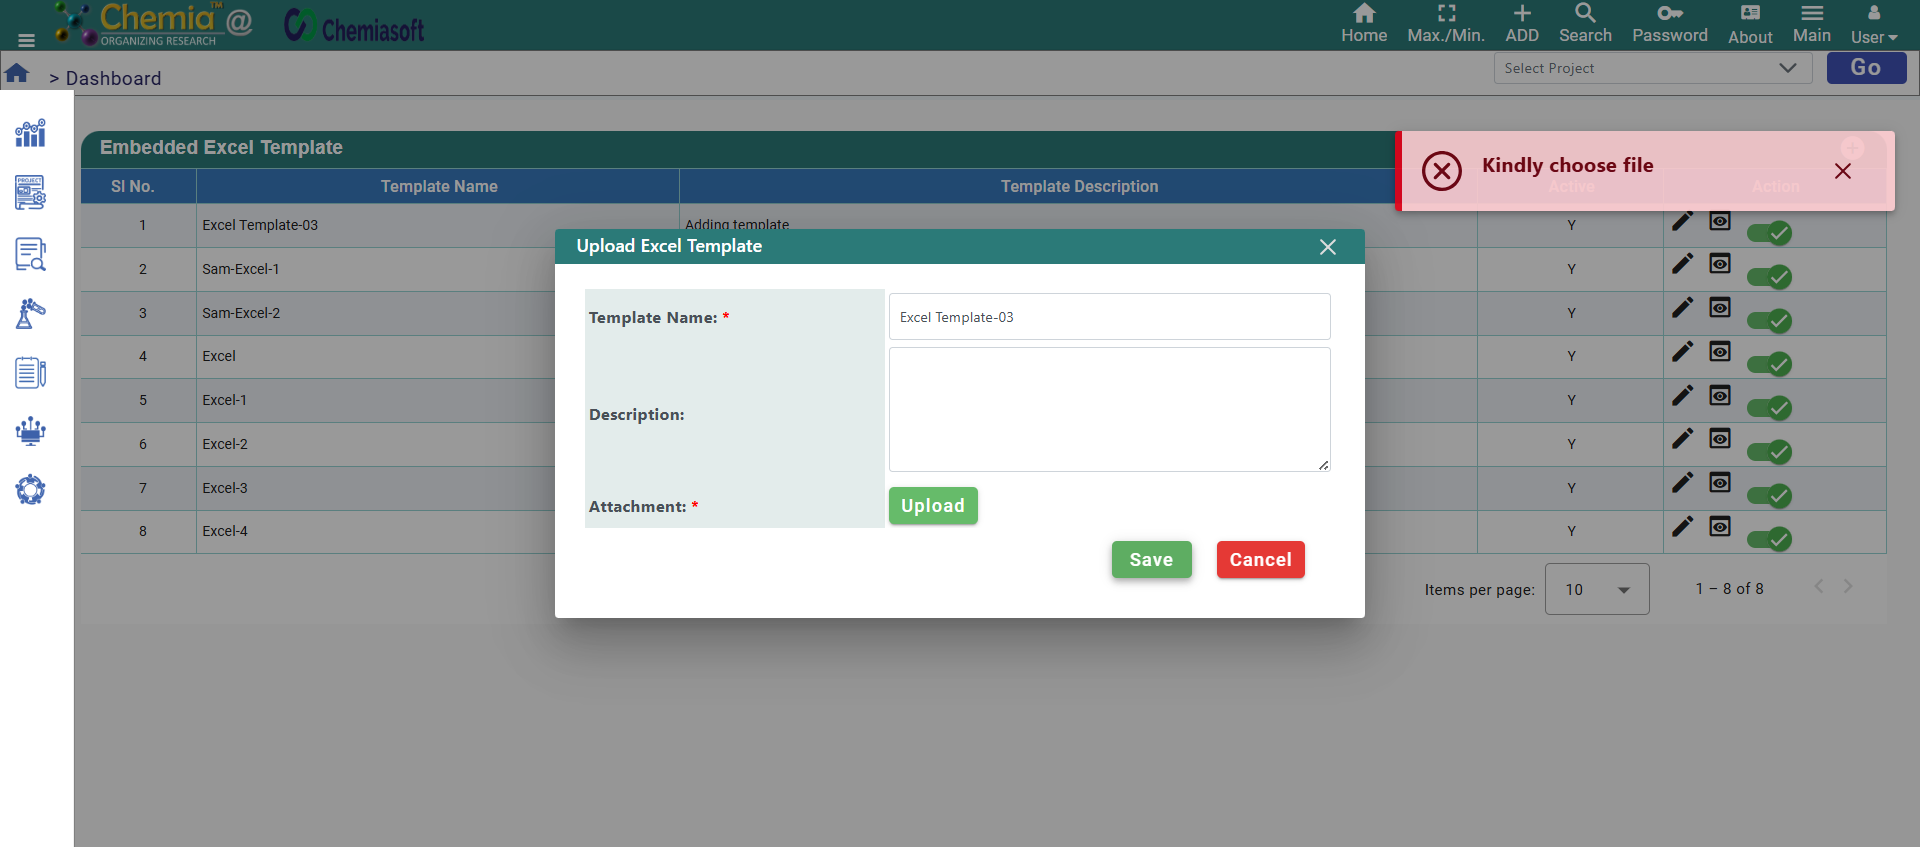 Chemia™ @
ORGANIZING RESEARCH
Chemiasoft
Home Max./Min. ADD Search Password About Main User
> Dashboard
Select Project
Go
PROJECT
Embedded Excel Template
Kindly choose file
Sl No. Template Name Template Description Active Action
1 Excel Template-03 Adding template Y
2 Sam-Excel-1 Y
3 Sam-Excel-2 Y
4 Excel Y
5 Excel-1 Y
6 Excel-2 Y
7 Excel-3 Y
8 Excel-4 Y
Items per page: 10 1 – 8 of 8
Upload Excel Template
Template Name: *
Excel Template-03
Description:
Attachment: *
Upload
Save Cancel